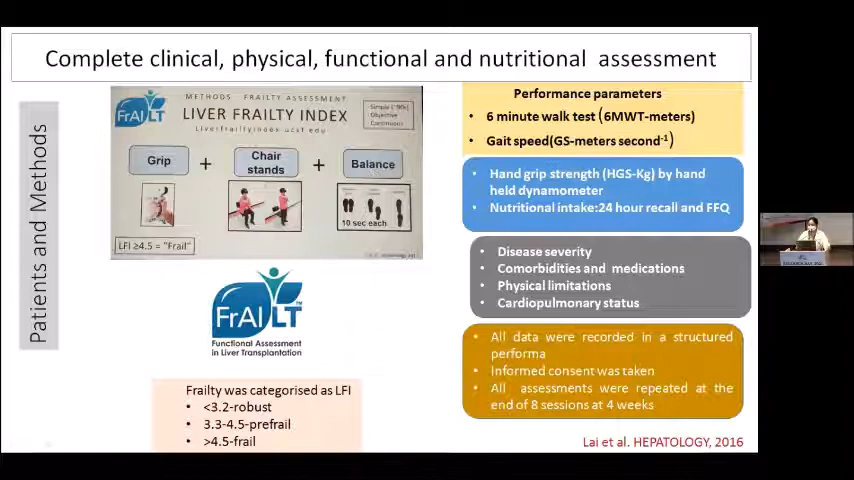 Complete clinical, physical, functional and nutritional assessment
Patients and Methods
FrAILT
METHODS - FRAILTY ASSESSMENT
LIVER FRAILTY INDEX
Liverfrailtyindex.ucsf.edu
Objective
Continuous
Grip + Chair stands + Balance
10 sec each
LFI ≥4.5 = "Frail"
FrAILT™
Functional Assessment
in Liver Transplantation
Frailty was categorised as LFI
• <3.2-robust
• 3.3-4.5-prefrail
• >4.5-frail
Performance parameters
• 6 minute walk test (6MWT-meters)
• Gait speed(GS-meters second-1)
• Hand grip strength (HGS-Kg) by hand
held dynamometer
• Nutritional intake:24 hour recall and FFQ
• Disease severity
• Comorbidities and medications
• Physical limitations
• Cardiopulmonary status
• All data were recorded in a structured
performa
• Informed consent was taken
• All assessments were repeated at the
end of 8 sessions at 4 weeks
Lai et al. HEPATOLOGY, 2016